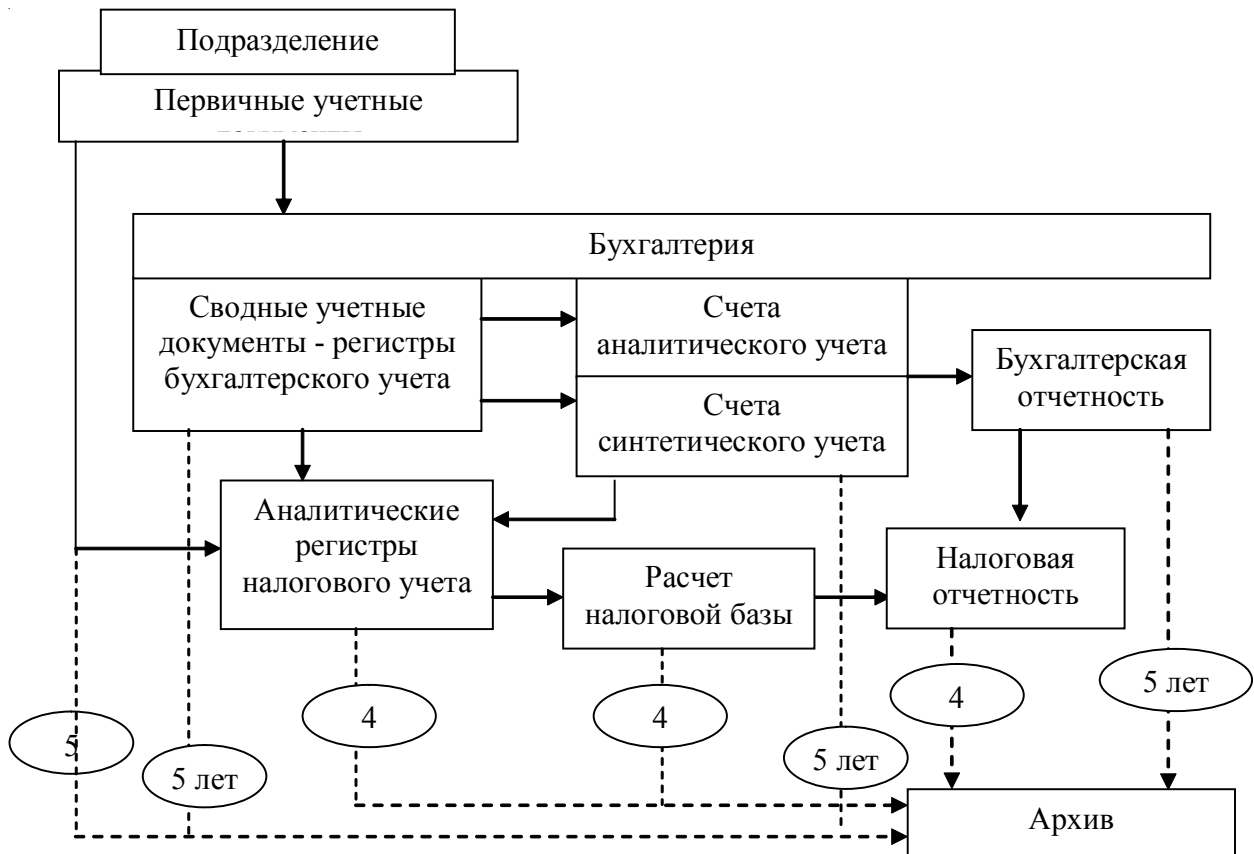 Подразделение
Первичные учетные
Бухгалтерия
Сводные учетные
документы - регистры
бухгалтерского учета
Счета
аналитического учета
Счета
синтетического учета
Бухгалтерская
отчетность
Аналитические
регистры
налогового учета
Расчет
налоговой базы
Налоговая
отчетность
5
5 лет
4
4
5 лет
4
5 лет
Архив